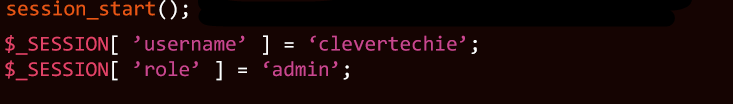 session_start();
$_SESSION[ ’username’ ] = ‘clevertechie’;
$_SESSION[ ’role’ ] = ‘admin’;